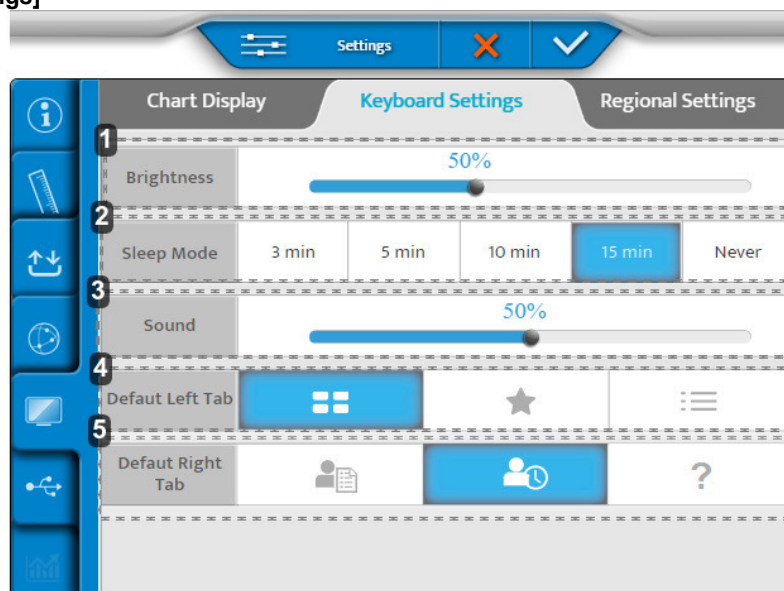 ngs]
Settings
Chart Display Keyboard Settings Regional Settings
1
50%
Brightness
2
Sleep Mode 3 min 5 min 10 min 15 min Never
3
50%
Sound
4
Defaut Left Tab
5
Defaut Right
Tab
?